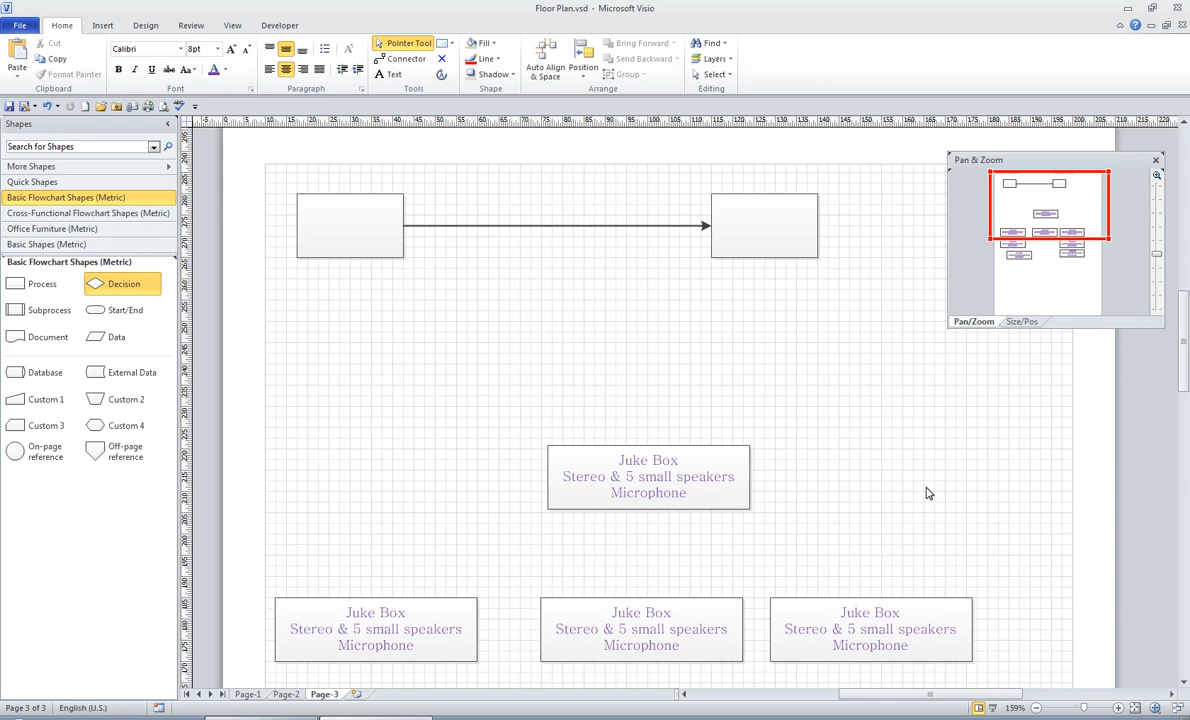 Floor Plan.vsd - Microsoft Visio
File Home Insert Design Review View Developer
Paste
Cut
Copy
Format Painter
Clipboard
Calibri 8pt
Font
Paragraph
Pointer Tool
Connector
Text
Tools
Fill
Line
Shadow
Shape
Auto Align
& Space
Position
Bring Forward
Send Backward
Group
Arrange
Find
Layers
Select
Editing
Shapes
Search for Shapes
More Shapes
Quick Shapes
Basic Flowchart Shapes (Metric)
Cross-Functional Flowchart Shapes (Metric)
Office Furniture (Metric)
Basic Shapes (Metric)
Basic Flowchart Shapes (Metric)
Process Decision
Subprocess Start/End
Document Data
Database External Data
Custom 1 Custom 2
Custom 3 Custom 4
On-page
reference
Off-page
reference
Pan & Zoom
Pan/Zoom Size/Pos
Juke Box
Stereo & 5 small speakers
Microphone
Juke Box
Stereo & 5 small speakers
Microphone
Juke Box
Stereo & 5 small speakers
Microphone
Juke Box
Stereo & 5 small speakers
Microphone
Page-1 Page-2 Page-3
Page 3 of 3 English (U.S.)
159%